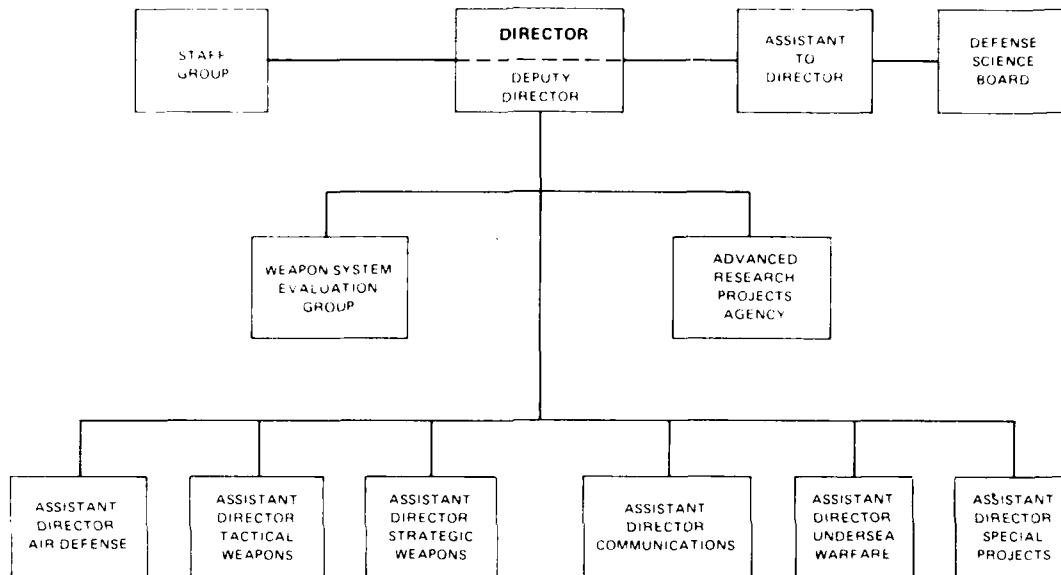 STAFF
GROUP
DIRECTOR
DEPUTY
DIRECTOR
ASSISTANT
TO
DIRECTOR
DEFENSE
SCIENCE
BOARD
WEAPON SYSTEM
EVALUATION
GROUP
ADVANCED
RESEARCH
PROJECTS
AGENCY
ASSISTANT
DIRECTOR
AIR DEFENSE
ASSISTANT
DIRECTOR
TACTICAL
WEAPONS
ASSISTANT
DIRECTOR
STRATEGIC
WEAPONS
ASSISTANT
DIRECTOR
COMMUNICATIONS
ASSISTANT
DIRECTOR
UNDERSEA
WARFARE
ASSISTANT
DIRECTOR
SPECIAL
PROJECTS